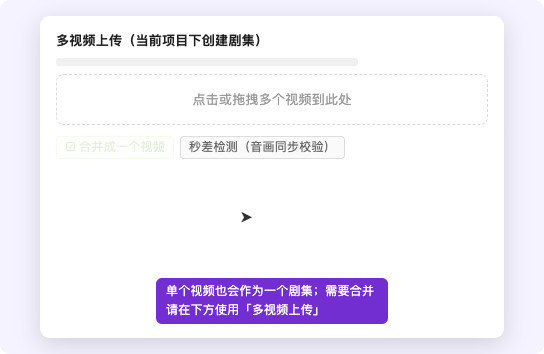 多视频上传（当前项目下创建剧集）
点击或拖拽多个视频到此处
☑ 合并成一个视频
秒差检测（音画同步校验）
单个视频也会作为一个剧集；需要合并
请在下方使用「多视频上传」